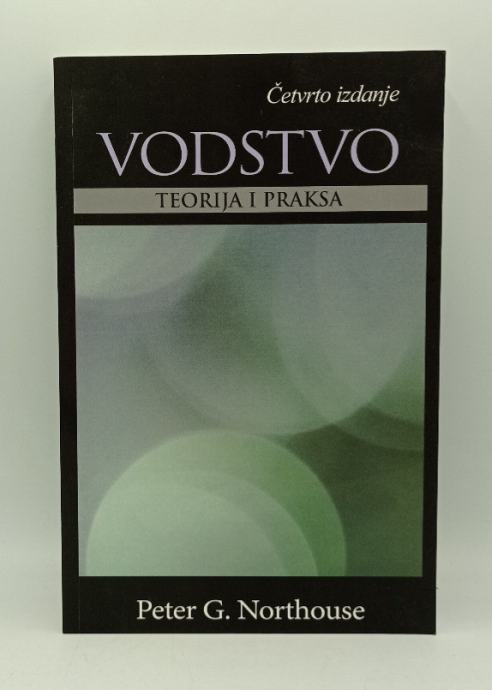 Četvrto izdanje
VODSTVO
TEORIJA I PRAKSA
Peter G. Northouse